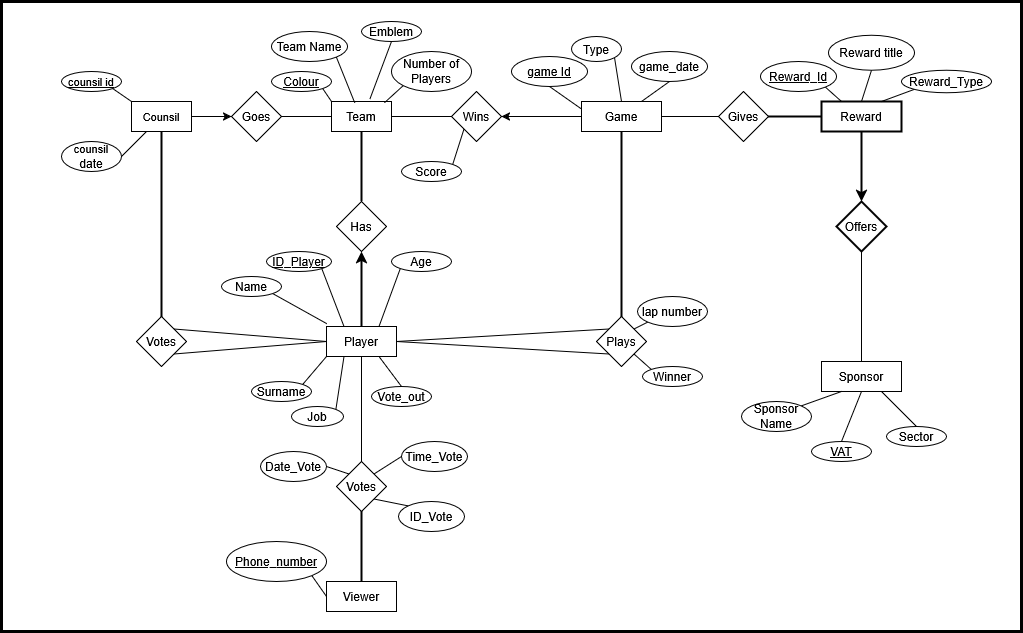 Emblem
Team Name
Number of
Players
Colour
counsil id
Type
game Id
game_date
Reward title
Reward_Id
Reward_Type
Counsil
Goes
Team
Wins
Game
Gives
Reward
counsil
date
Score
Has
Offers
ID_Player
Age
Name
lap number
Votes
Player
Plays
Winner
Sponsor
Surname
Vote_out
Job
Sponsor
Name
Sector
VAT
Date_Vote
Time_Vote
Votes
ID_Vote
Phone_number
Viewer